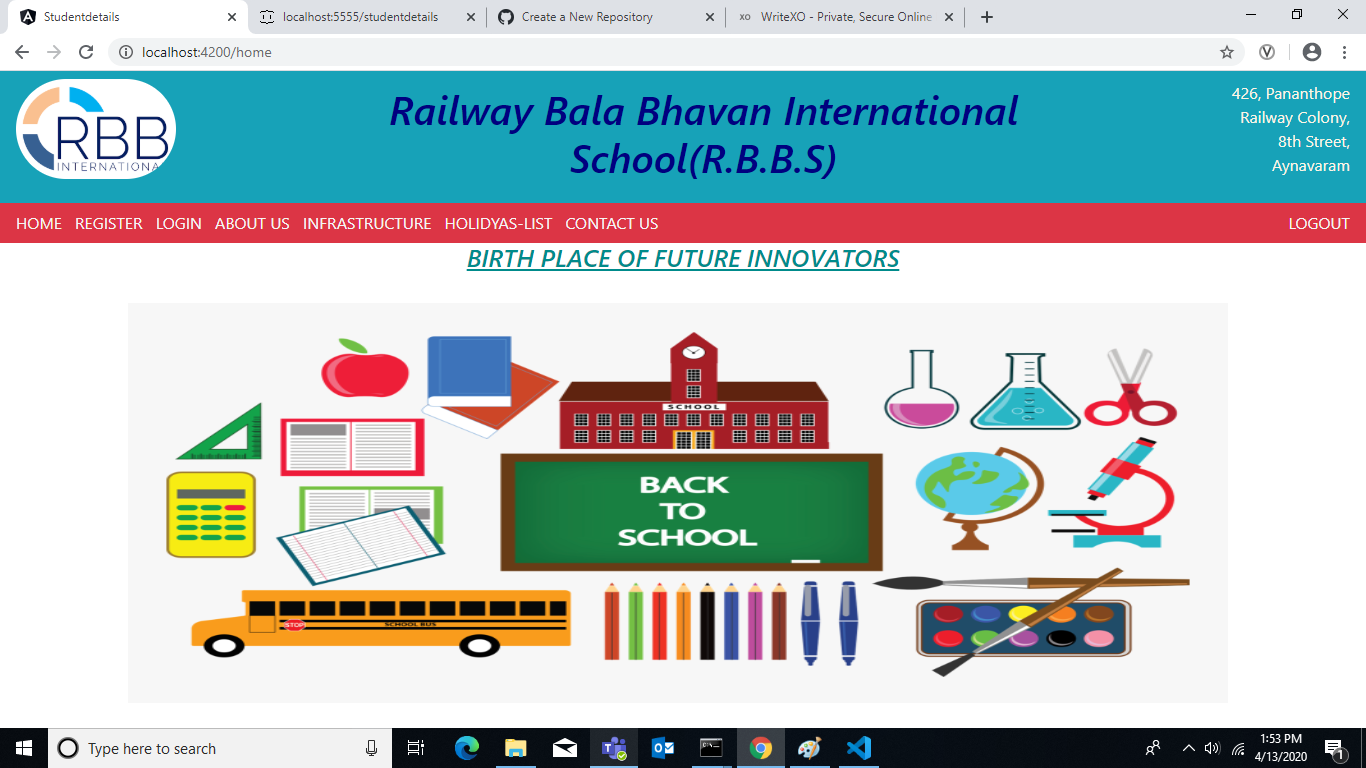 Studentdetails
localhost:5555/studentdetails
Create a New Repository
XO
WriteXO - Private, Secure Online
localhost:4200/home
RBB
INTERNATIONA
Railway Bala Bhavan International
School(R.B.B.S)
426, Pananthope
Railway Colony,
8th Street,
Aynavaram
HOME REGISTER LOGIN ABOUT US INFRASTRUCTURE HOLIDYAS-LIST CONTACT US LOGOUT
BIRTH PLACE OF FUTURE INNOVATORS
SCHOOL
BACK
TO
SCHOOL
STOP
SCHOOL BUS
Type here to search
1:53 PM
4/13/2020
1